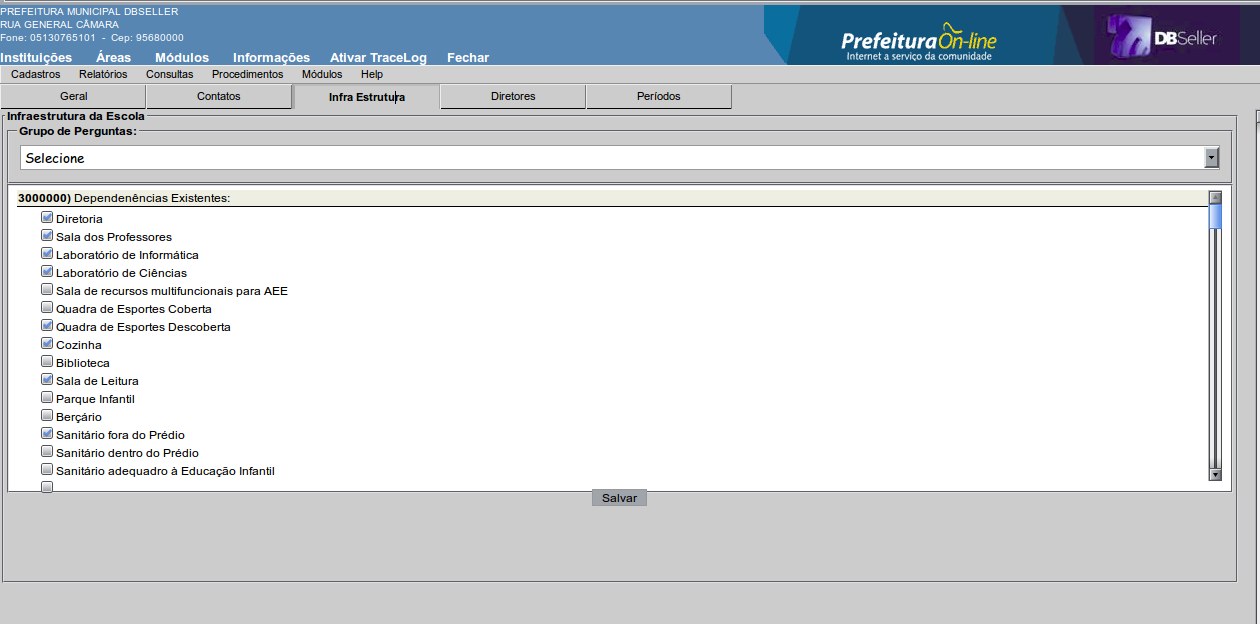 PREFEITURA MUNICIPAL DBSELLER
RUA GENERAL CÂMARA
Fone: 05130765101 - Cep: 95680000
Prefeitura On-line
Internet a serviço da comunidade
DBSeller
Instituições Áreas Módulos Informações Ativar TraceLog Fechar
Cadastros Relatórios Consultas Procedimentos Módulos Help
Geral Contatos Infra Estrutura Diretores Períodos
Infraestrutura da Escola
Grupo de Perguntas:
Selecione
3000000) Dependenências Existentes:
Diretoria
Sala dos Professores
Laboratório de Informática
Laboratório de Ciências
Sala de recursos multifuncionais para AEE
Quadra de Esportes Coberta
Quadra de Esportes Descoberta
Cozinha
Biblioteca
Sala de Leitura
Parque Infantil
Berçário
Sanitário fora do Prédio
Sanitário dentro do Prédio
Sanitário adequadro à Educação Infantil
Salvar